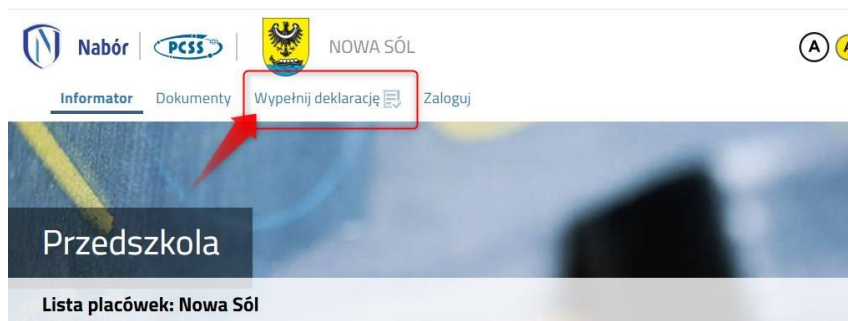 Nabór PCSS NOWA SÓL A A
Informator Dokumenty Wypełnij deklarację Zaloguj
Przedszkola
Lista placówek: Nowa Sól